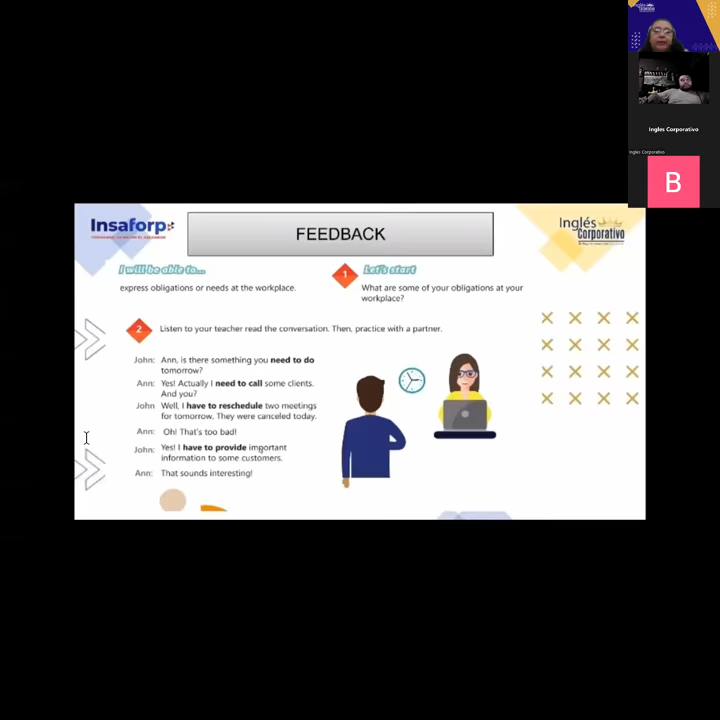 Insaforp
FEEDBACK
Inglés
Corporativo
I will be able to...
express obligations or needs at the workplace.
1
Let's start
What are some of your obligations at your
workplace?
2
Listen to your teacher read the conversation. Then, practice with a partner.
John: Ann, is there something you need to do
tomorrow?
Ann: Yes! Actually I need to call some clients.
And you?
John Well, I have to reschedule two meetings
for tomorrow. They were canceled today.
Ann: Oh! That's too bad!
John: Yes! I have to provide important
information to some customers.
Ann: That sounds interesting!
Ingles Corporativo
Ingles Corporativo
B